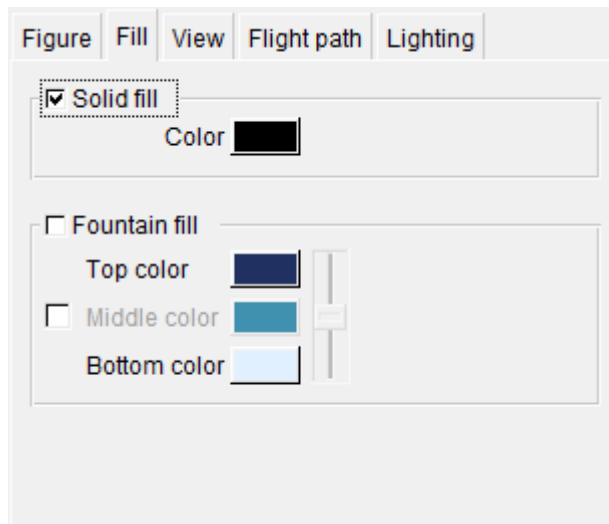 Figure Fill View Flight path Lighting
Solid fill
Color
Fountain fill
Top color
Middle color
Bottom color